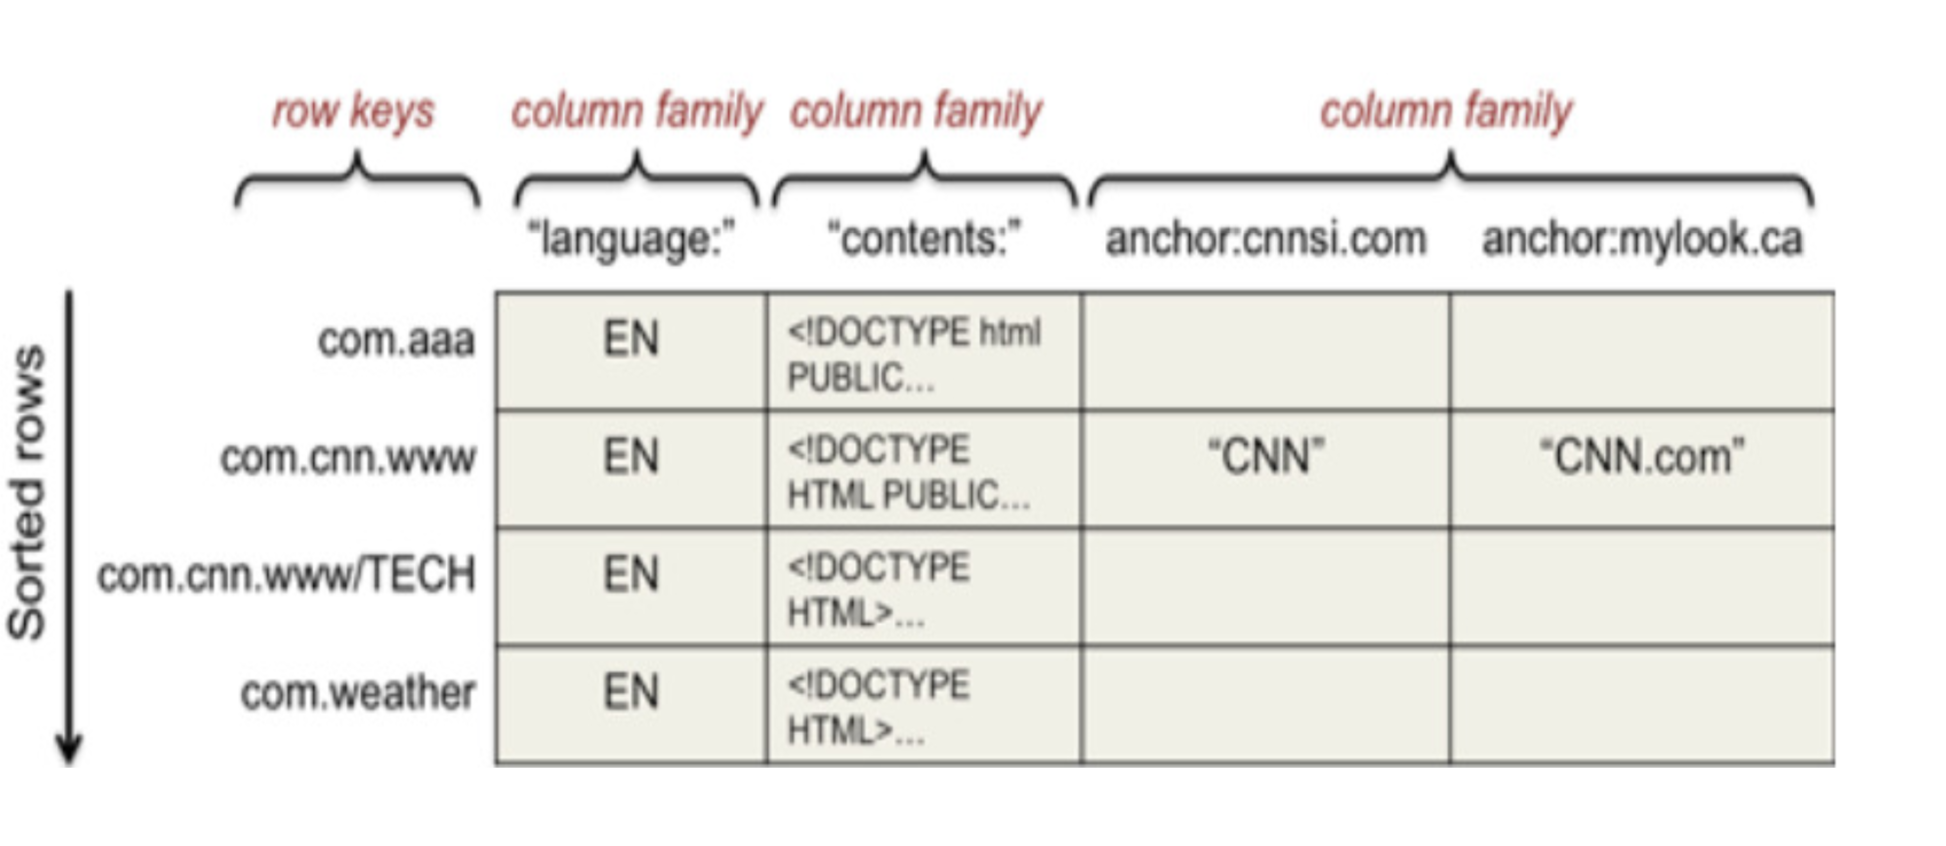 row keys column family column family column family
“language:” “contents:” anchor:cnnsi.com anchor:mylook.ca
Sorted rows
com.aaa EN <!DOCTYPE html
PUBLIC...
com.cnn.www EN <!DOCTYPE “CNN” “CNN.com”
HTML PUBLIC...
com.cnn.www/TECH EN <!DOCTYPE
HTML>...
com.weather EN <!DOCTYPE
HTML>...